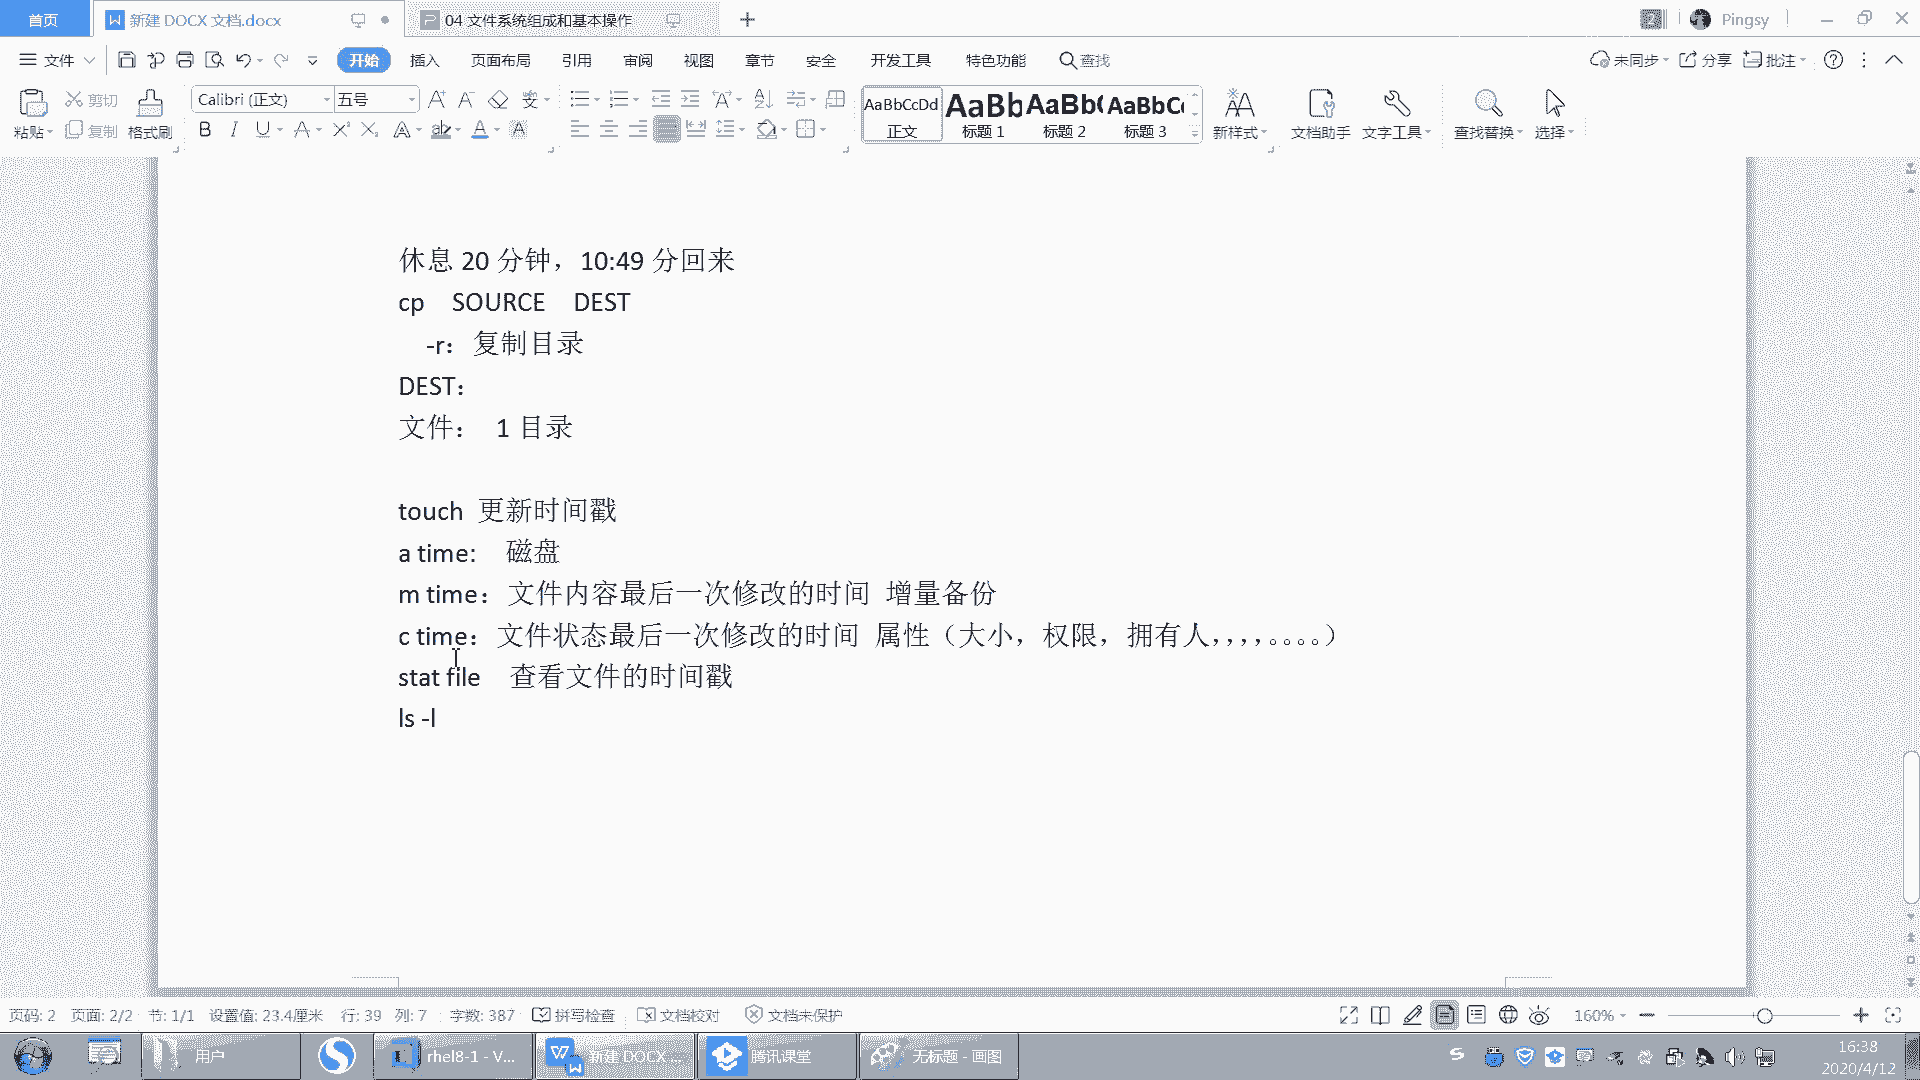 首页 新建 DOCX 文档.docx 04 文件系统组成和基本操作 Pingsy
文件 开始 插入 页面布局 引用 审阅 视图 章节 安全 开发工具 特色功能 查找 未同步 分享 批注
粘贴 剪切 复制 格式刷 Calibri (正文) 五号 AaBbCcDd 正文 AaBb 标题 1 AaBb( 标题 2 AaBbC 标题 3 新样式 文档助手 文字工具 查找替换 选择
休息 20 分钟，10:49 分回来
cp SOURCE DEST
-r：复制目录
DEST：
文件： 1 目录
touch 更新时间戳
a time: 磁盘
m time：文件内容最后一次修改的时间 增量备份
c time：文件状态最后一次修改的时间 属性（大小，权限，拥有人，，，，。。。。）
stat file 查看文件的时间戳
ls -l
页码: 2 页面: 2/2 节: 1/1 设置值: 23.4厘米 行: 39 列: 7 字数: 387 拼写检查 文档校对 文档未保护 160%
用户 rhel8-1 - V... 新建 DOCX ... 腾讯课堂 无标题 - 画图 16:38
2020/4/12